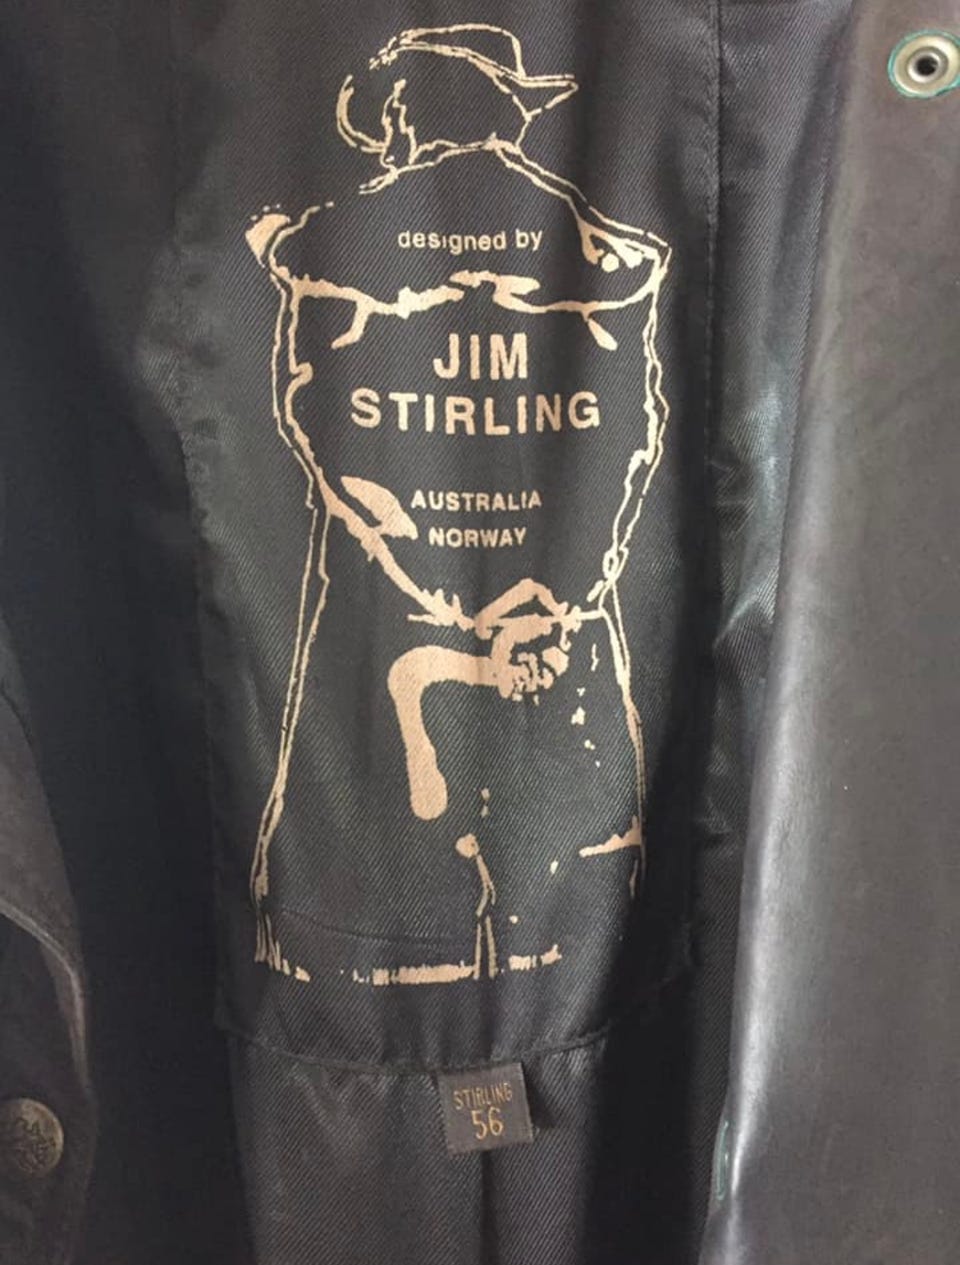 designed by
JIM
STIRLING
AUSTRALIA
NORWAY
STIRLING
56